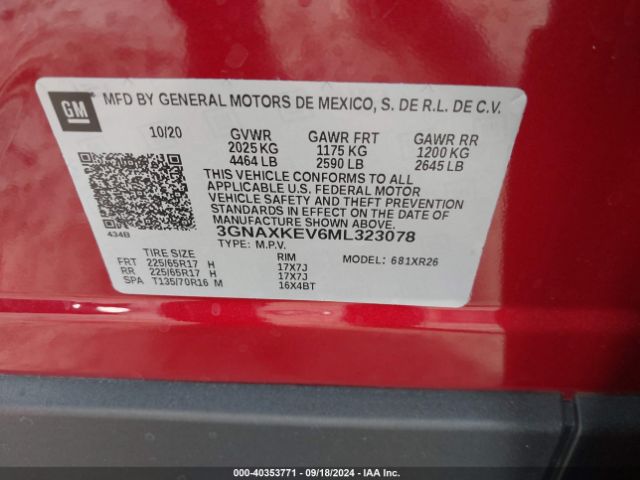 GM
MFD BY GENERAL MOTORS DE MEXICO, S. DE R.L. DE C.V.
10/20 GVWR GAWR FRT GAWR RR
2025 KG 1175 KG 1200 KG
4464 LB 2590 LB 2645 LB
THIS VEHICLE CONFORMS TO ALL
APPLICABLE U.S. FEDERAL MOTOR
VEHICLE SAFETY AND THEFT PREVENTION
STANDARDS IN EFFECT ON THE DATE OF
MANUFACTURE SHOWN ABOVE.
434B 3GNAXKEV6ML323078
TYPE: M.P.V.
TIRE SIZE RIM MODEL: 681XR26
FRT 225/65R17 H 17X7J
RR 225/65R17 H 17X7J
SPA T135/70R16 M 16X4BT
000-40353771 - 09/18/2024 - IAA Inc.